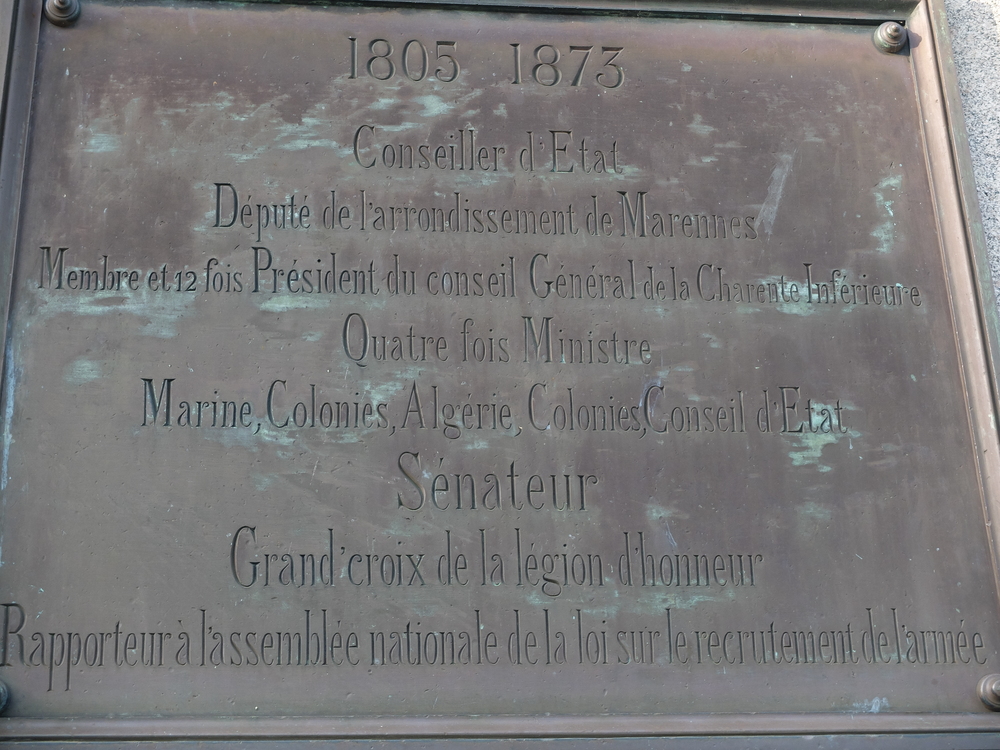 1805 1873
Conseiller d'Etat
Député de l'arrondissement de Marennes
Membre et 12 fois Président du conseil Général de la Charente Inférieure
Quatre fois Ministre
Marine, Colonies, Algérie, Colonies, Conseil d'Etat
Sénateur
Grand'croix de la légion d'honneur
Rapporteur à l'assemblée nationale de la loi sur le recrutement de l'armée